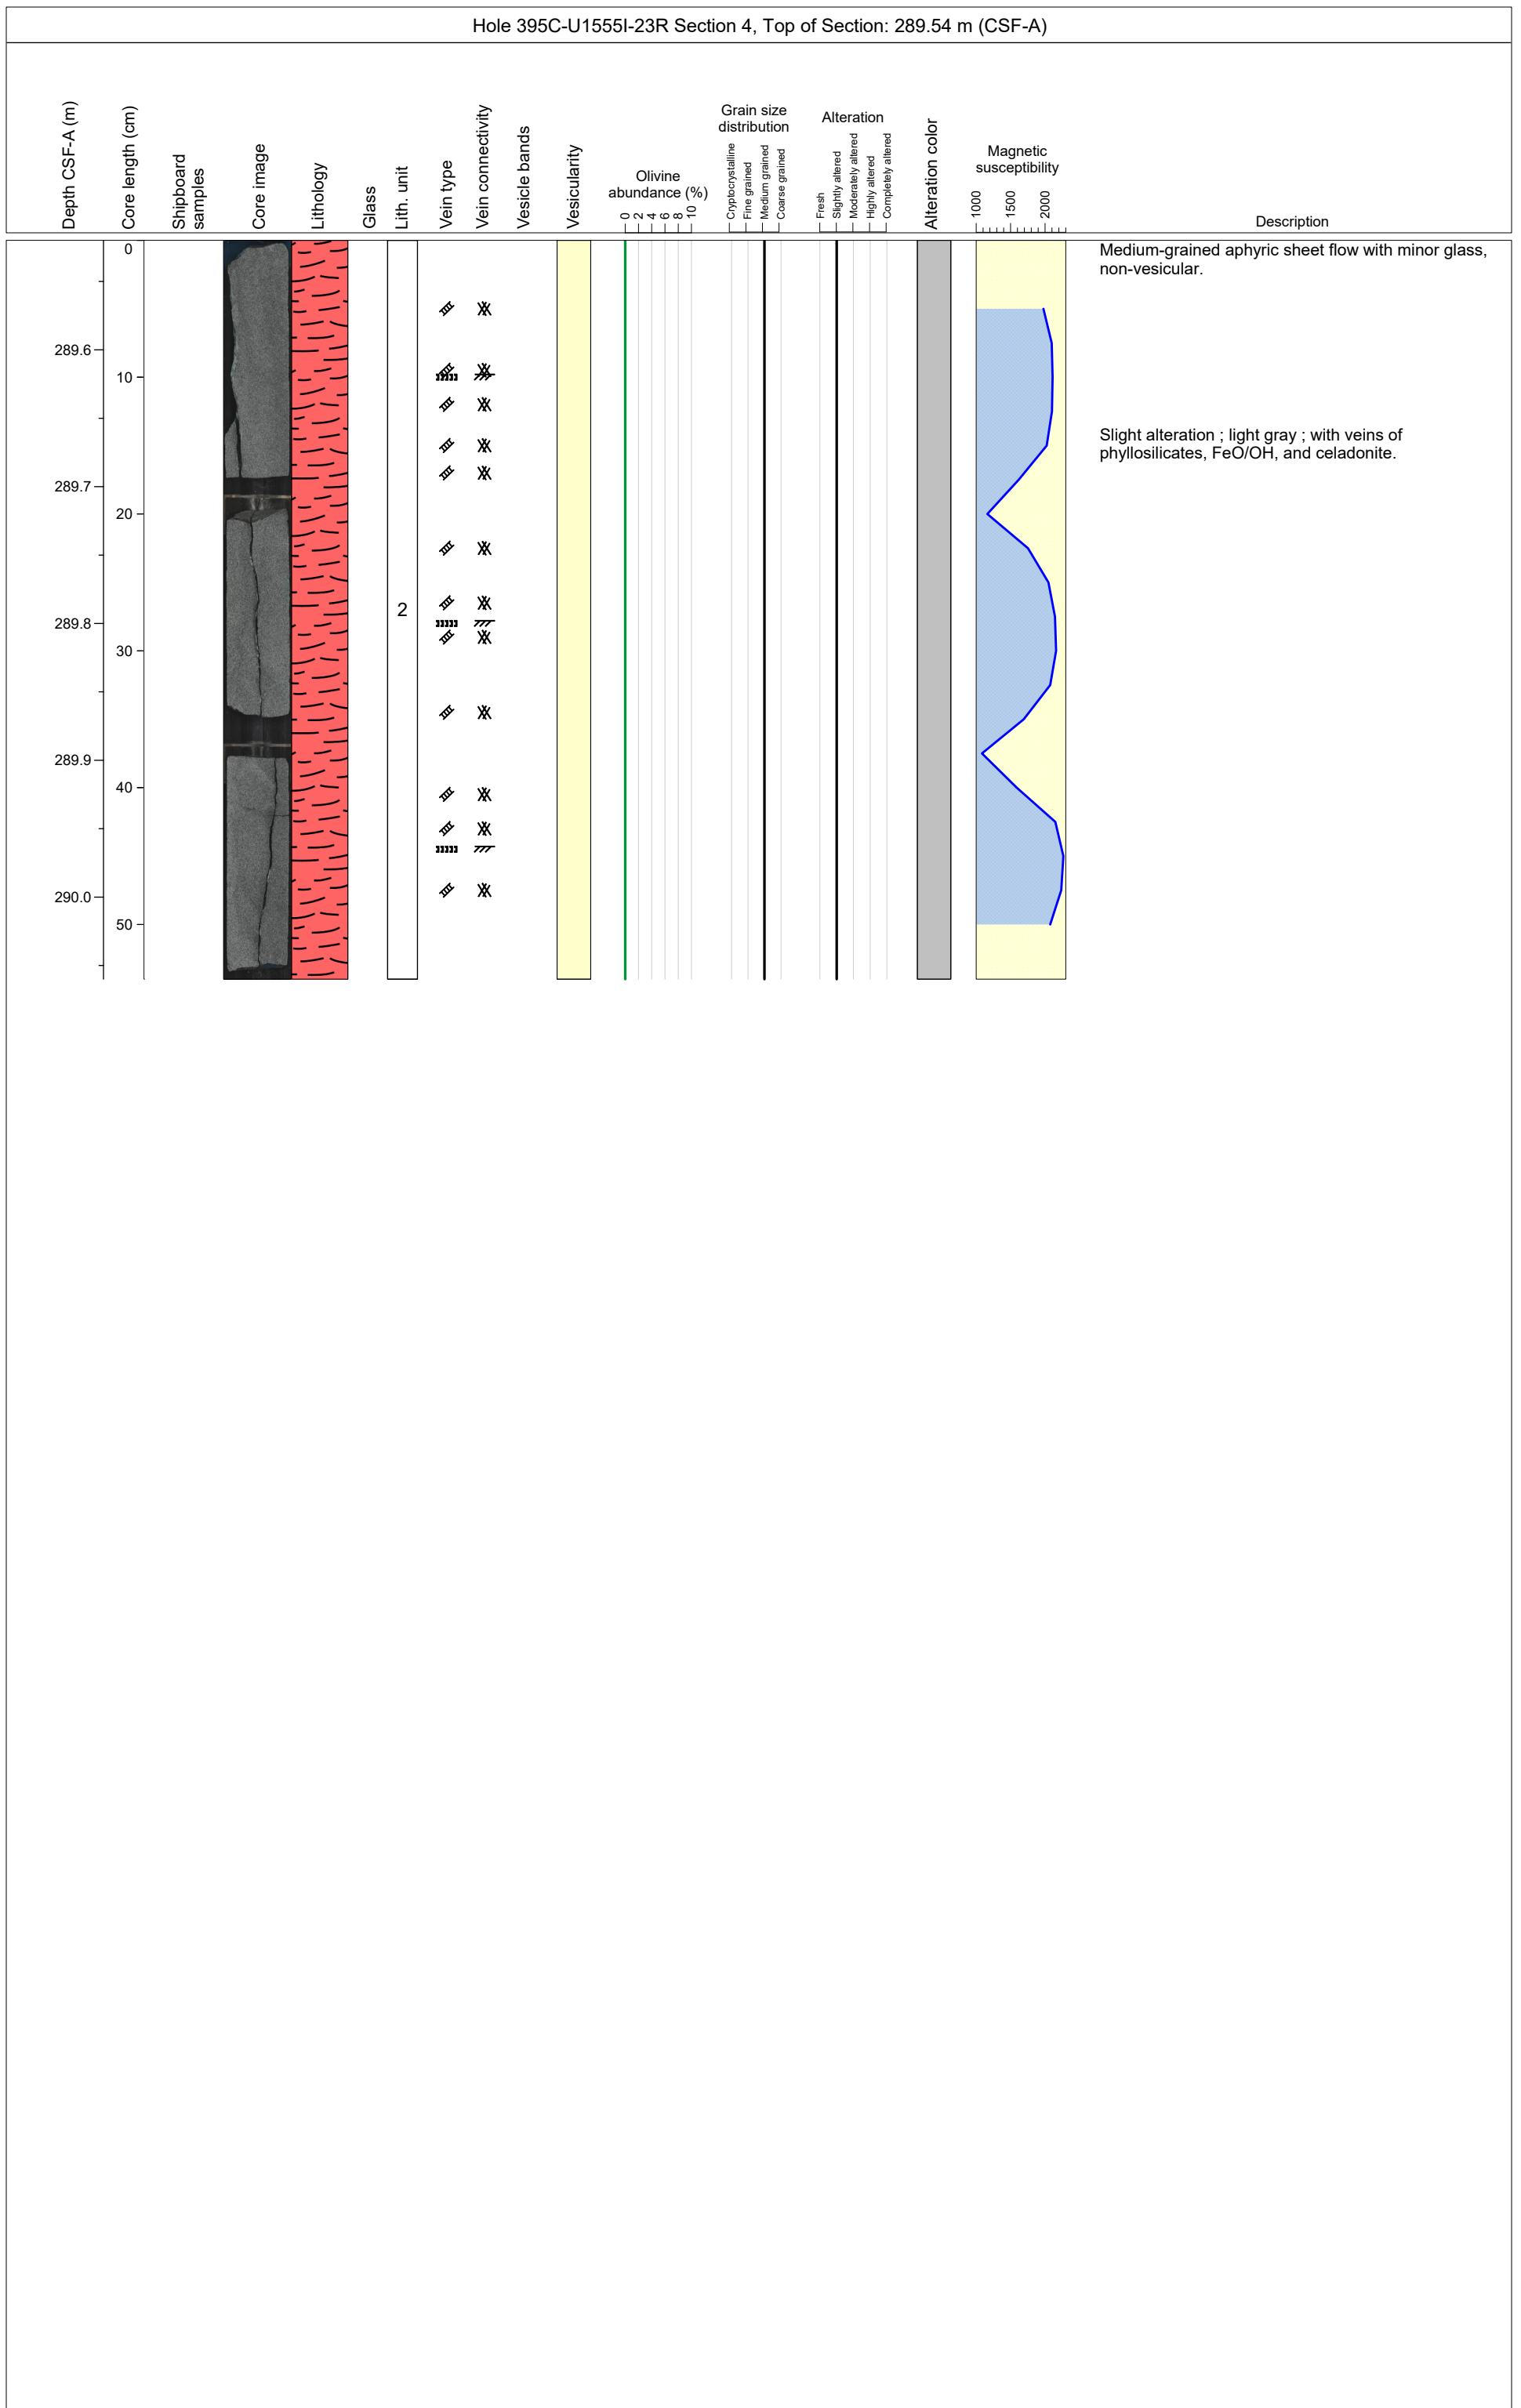 Hole 395C-U1555I-23R Section 4, Top of Section: 289.54 m (CSF-A)
Depth CSF-A (m)
Core length (cm)
Shipboard
samples
Core image
Lithology
Glass
Lith. unit
Vein type
Vein connectivity
Vesicle bands
Vesicularity
Olivine
abundance (%)
0 2 4 6 8 10
Grain size
distribution
Cryptocrystalline
Fine grained
Medium grained
Coarse grained
Alteration
Fresh
Slightly altered
Moderately altered
Highly altered
Completely altered
Alteration color
Magnetic
susceptibility
1000 1500 2000
Description
0
Medium-grained aphyric sheet flow with minor glass,
non-vesicular.
289.6
10
Slight alteration ; light gray ; with veins of
phyllosilicates, FeO/OH, and celadonite.
289.7
20
2
289.8
30
289.9
40
290.0
50